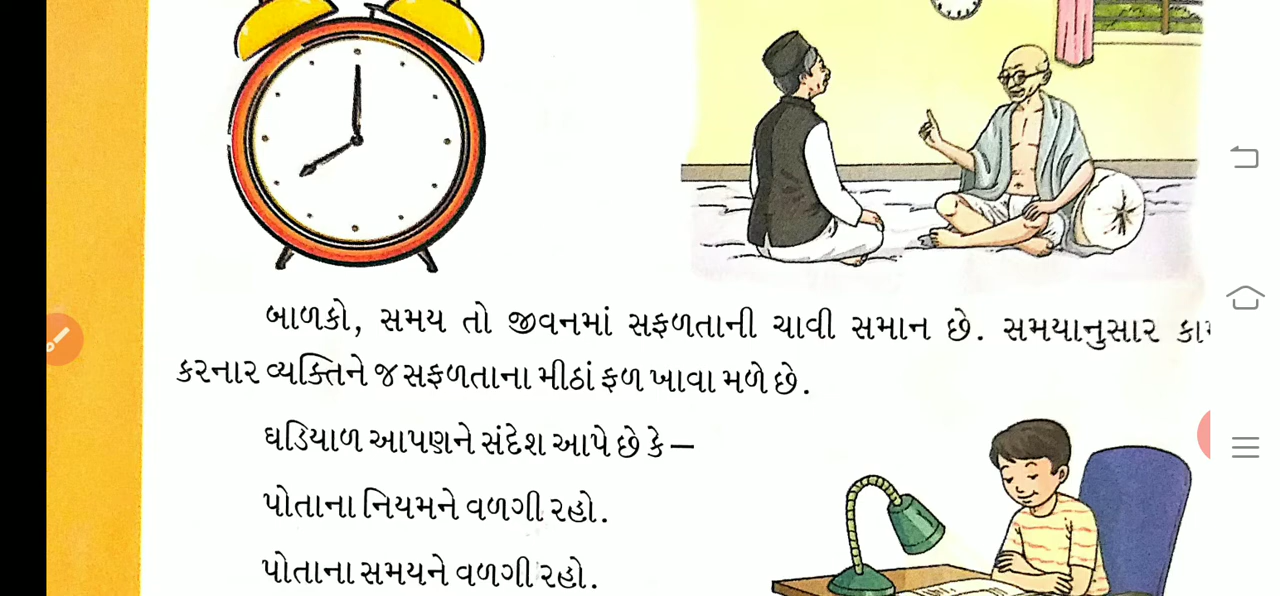 બાળકો, સમય તો જીવનમાં સફળતાની ચાવી સમાન છે. સમયાનુસાર
કરનાર વ્યક્તિને જ સફળતાના મીઠાં ફળ ખાવા મળે છે.
ઘડિયાળ આપણને સંદેશ આપે છે કે –
પોતાના નિયમને વળગી રહો.
પોતાના સમયને વળગી રહો.